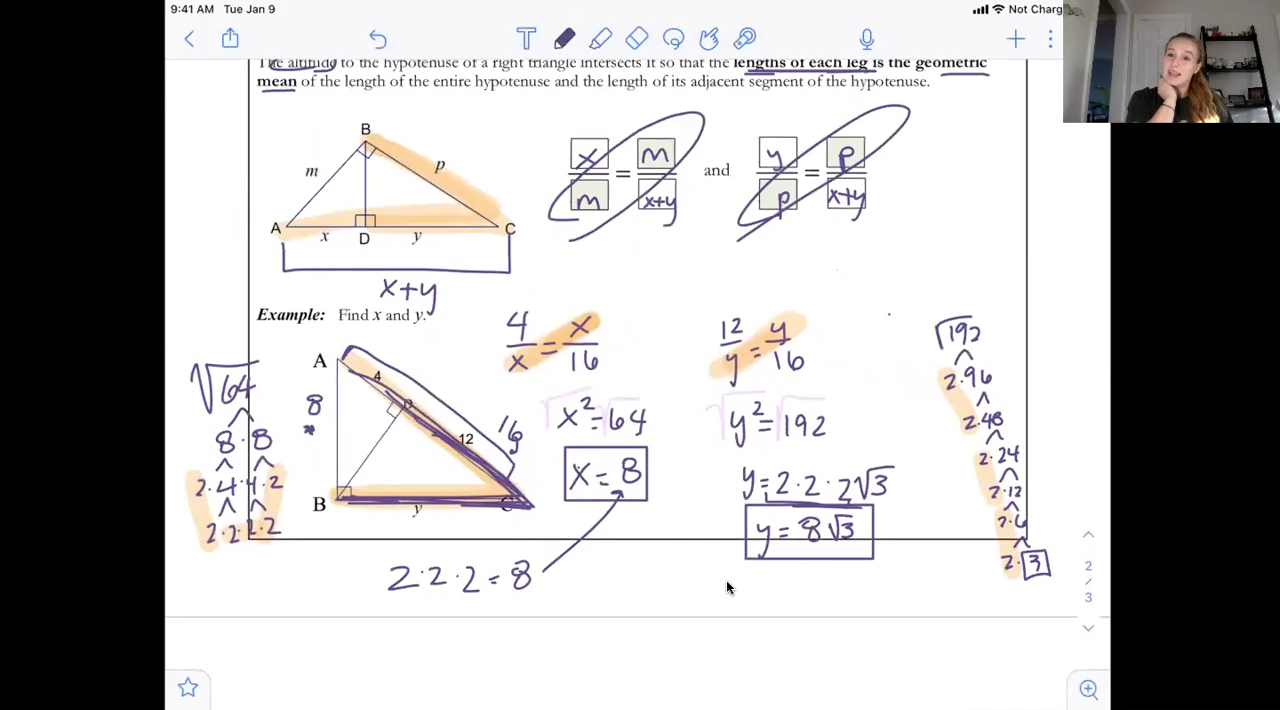 9:41 AM Tue Jan 9
Not Charg
The altitude to the hypotenuse of a right triangle intersects it so that the lengths of each leg is the geometric
mean of the length of the entire hypotenuse and the length of its adjacent segment of the hypotenuse.
B
m
p
A
x
D
y
C
x+y
x/m = m/x+y
and
y/p = p/x+y
Example: Find x and y.
A
4
D
8
*
12
16
B
y
C
√64
8·8
2·4·4·2
2·2·2·2
4/x = x/16
x²=64
x=8
2·2·2=8
12/y = y/16
y²=192
y=2·2·2√3
y=8√3
√192
2·96
2·48
2·24
2·12
2·6
2·3
2
/
3